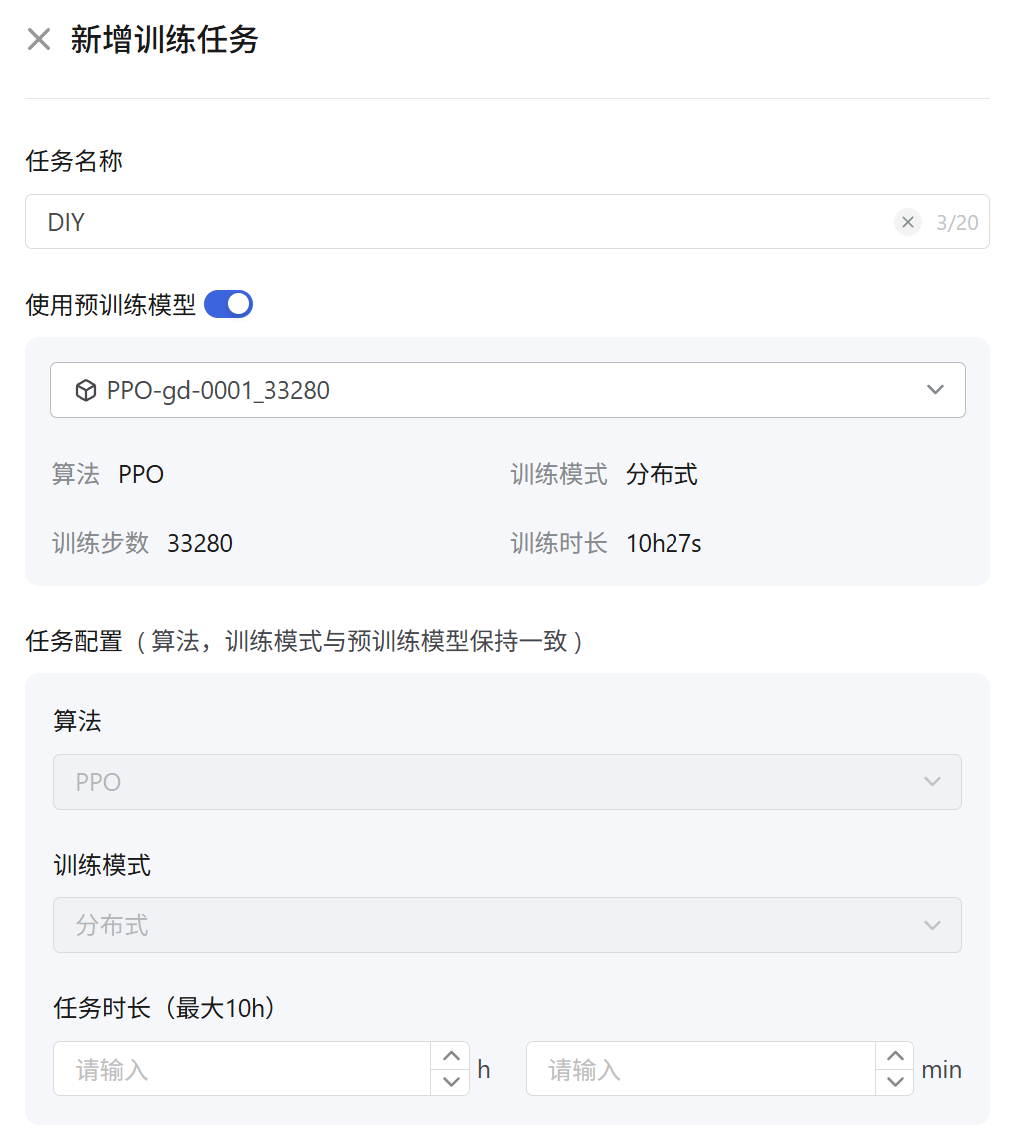 新增训练任务
任务名称
DIY 3/20
使用预训练模型
PPO-gd-0001_33280
算法 PPO 训练模式 分布式
训练步数 33280 训练时长 10h27s
任务配置（算法，训练模式与预训练模型保持一致）
算法
PPO
训练模式
分布式
任务时长（最大10h）
请输入 h 请输入 min